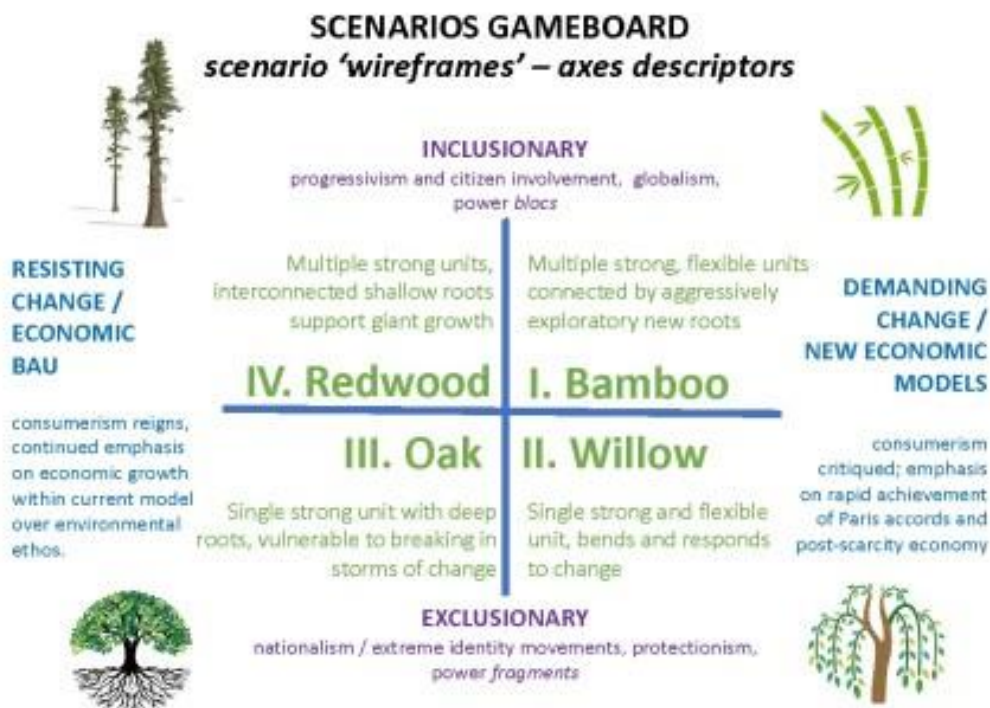 SCENARIOS GAMEBOARD
scenario ‘wireframes’ – axes descriptors
INCLUSIONARY
progressivism and citizen involvement, globalism,
power blocs
RESISTING
CHANGE /
ECONOMIC
BAU
consumerism reigns,
continued emphasis
on economic growth
within current model
over environmental
ethos.
Multiple strong units,
interconnected shallow roots
support giant growth
IV. Redwood
Multiple strong, flexible units
connected by aggressively
exploratory new roots
I. Bamboo
III. Oak
Single strong unit with deep
roots, vulnerable to breaking in
storms of change
II. Willow
Single strong and flexible
unit, bends and responds
to change
DEMANDING
CHANGE /
NEW ECONOMIC
MODELS
consumerism
critiqued; emphasis
on rapid achievement
of Paris accords and
post-scarcity economy
EXCLUSIONARY
nationalism / extreme identity movements, protectionism,
power fragments